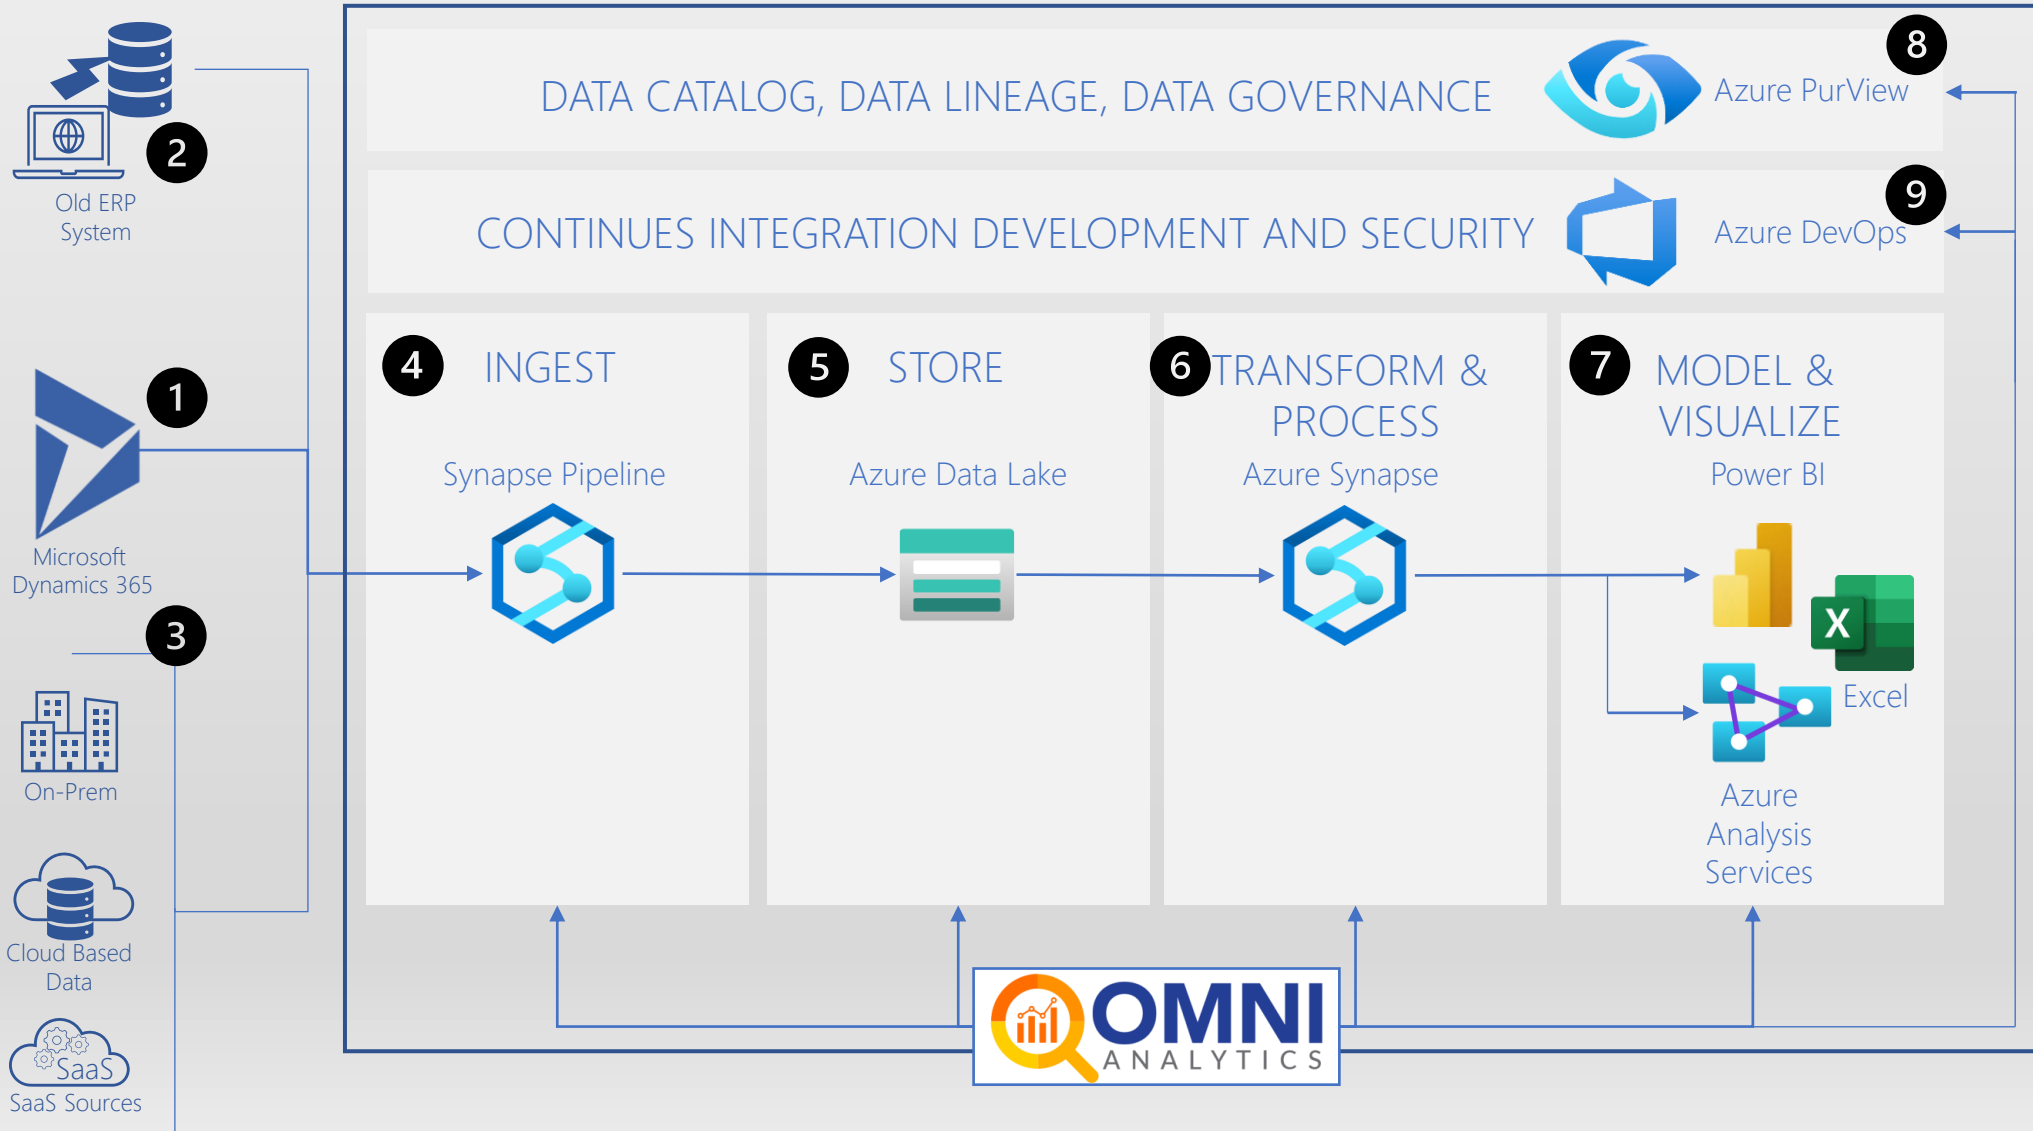 8
DATA CATALOG, DATA LINEAGE, DATA GOVERNANCE
Azure PurView
2
Old ERP
System
9
CONTINUES INTEGRATION DEVELOPMENT AND SECURITY
Azure DevOps
1
Microsoft
Dynamics 365
4
INGEST
Synapse Pipeline
5
STORE
Azure Data Lake
6
TRANSFORM &
PROCESS
Azure Synapse
7
MODEL &
VISUALIZE
Power BI
X
Excel
Azure
Analysis
Services
3
On-Prem
Cloud Based
Data
SaaS
SaaS Sources
OMNI
ANALYTICS